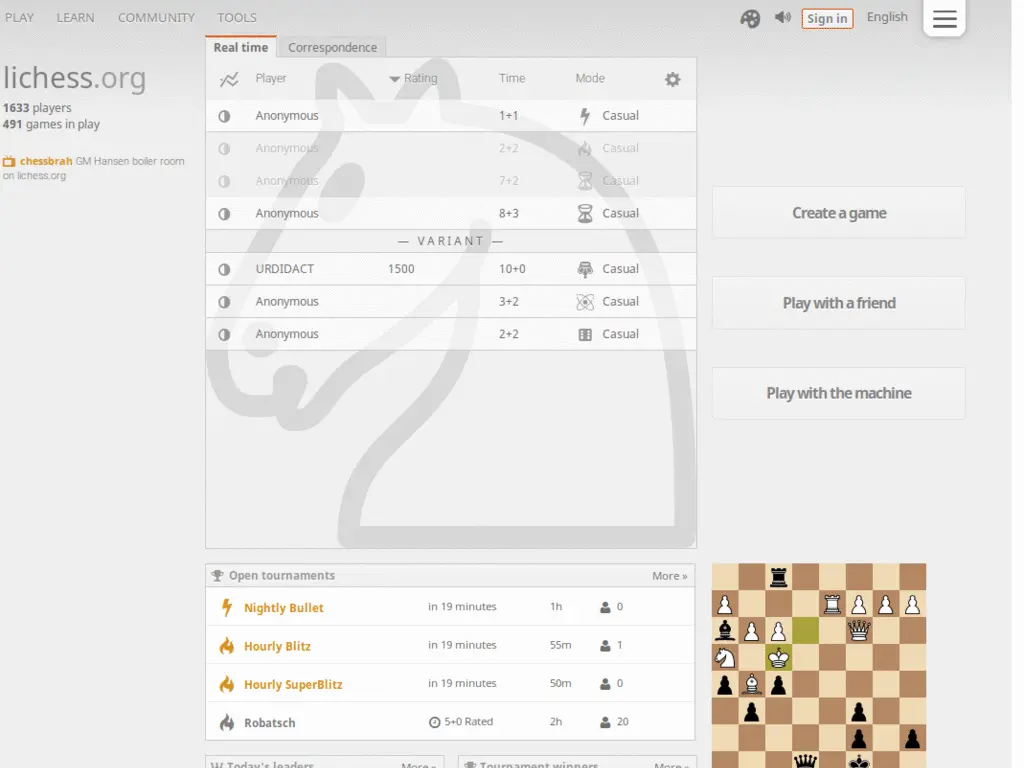 PLAY LEARN COMMUNITY TOOLS Sign in English
Real time Correspondence
lichess.org
1633 players
491 games in play
chessbrah GM Hansen boiler room
on lichess.org
Player Rating Time Mode
Anonymous 1+1 Casual
Anonymous 2+2 Casual
Anonymous 7+2 Casual
Anonymous 8+3 Casual
— VARIANT —
URDIDACT 1500 10+0 Casual
Anonymous 3+2 Casual
Anonymous 2+2 Casual
Create a game
Play with a friend
Play with the machine
Open tournaments More »
Nightly Bullet in 19 minutes 1h 0
Hourly Blitz in 19 minutes 55m 1
Hourly SuperBlitz in 19 minutes 50m 0
Robatsch 5+0 Rated 2h 20
Today's leaders More »
Tournament winners More »